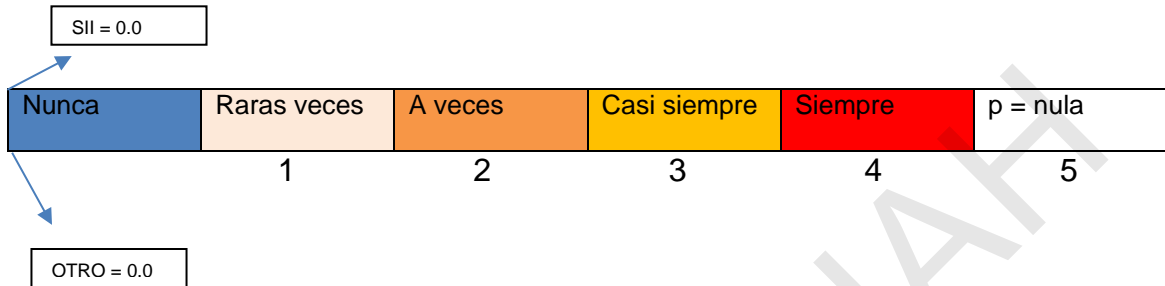 SII = 0.0
Nunca Raras veces A veces Casi siempre Siempre p = nula
1 2 3 4 5
OTRO = 0.0